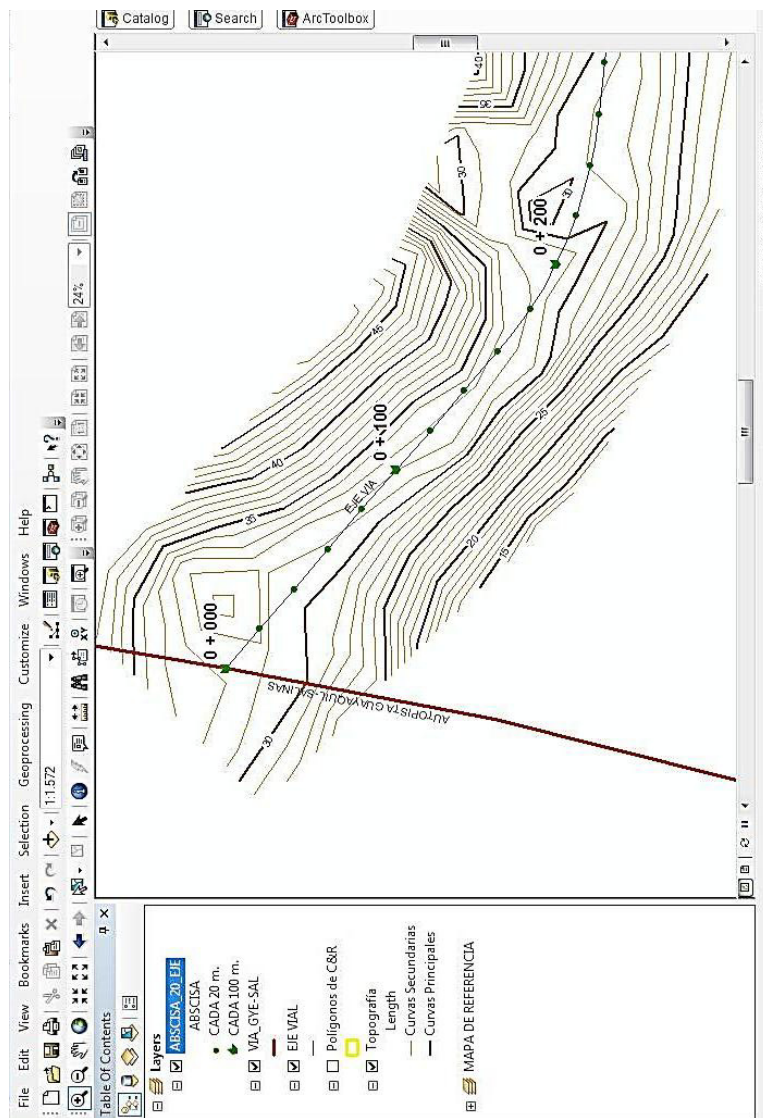 File Edit View Bookmarks Insert Selection Geoprocessing Customize Windows Help
1:1.572
24%
Table Of Contents
Layers
ABSCISA_20_EJE
ABSCISA
CADA 20 m.
CADA 100 m.
VIA_GYE-SAL
EJE VIAL
Polígonos de C&R
Topografía
Length
Curvas Secundarias
Curvas Principales
MAPA DE REFERENCIA
Catalog
Search
ArcToolbox
0 + 000
0 + 100
0 + 200
EJE VIA
AUTOPISTA GUAYAQUIL-SALINAS
30
35
40
45
30
30
40
25
20
15